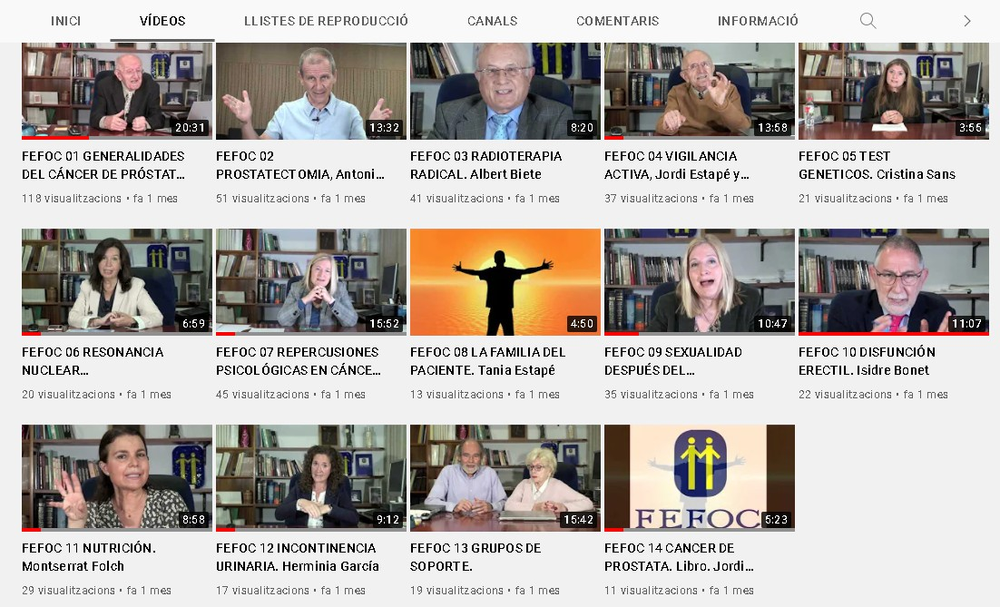 INICI VÍDEOS LLISTES DE REPRODUCCIÓ CANALS COMENTARIS INFORMACIÓ
20:31 13:32 8:20 13:58 3:55
FEFOC 01 GENERALIDADES
DEL CÁNCER DE PRÓSTAT...
118 visualitzacions • fa 1 mes
FEFOC 02
PROSTATECTOMIA, Antoni...
51 visualitzacions • fa 1 mes
FEFOC 03 RADIOTERAPIA
RADICAL. Albert Biete
41 visualitzacions • fa 1 mes
FEFOC 04 VIGILANCIA
ACTIVA, Jordi Estapé y...
37 visualitzacions • fa 1 mes
FEFOC 05 TEST
GENETICOS. Cristina Sans
21 visualitzacions • fa 1 mes
6:59 15:52 4:50 10:47 11:07
FEFOC 06 RESONANCIA
NUCLEAR...
20 visualitzacions • fa 1 mes
FEFOC 07 REPERCUSIONES
PSICOLÓGICAS EN CÁNCE...
45 visualitzacions • fa 1 mes
FEFOC 08 LA FAMILIA DEL
PACIENTE. Tania Estapé
13 visualitzacions • fa 1 mes
FEFOC 09 SEXUALIDAD
DESPUÉS DEL...
35 visualitzacions • fa 1 mes
FEFOC 10 DISFUNCIÓN
ERECTIL. Isidre Bonet
22 visualitzacions • fa 1 mes
8:58 9:12 15:42 FEFOC 5:23
FEFOC 11 NUTRICIÓN.
Montserrat Folch
29 visualitzacions • fa 1 mes
FEFOC 12 INCONTINENCIA
URINARIA. Herminia García
17 visualitzacions • fa 1 mes
FEFOC 13 GRUPOS DE
SOPORTE.
19 visualitzacions • fa 1 mes
FEFOC 14 CANCER DE
PROSTATA. Libro. Jordi...
11 visualitzacions • fa 1 mes